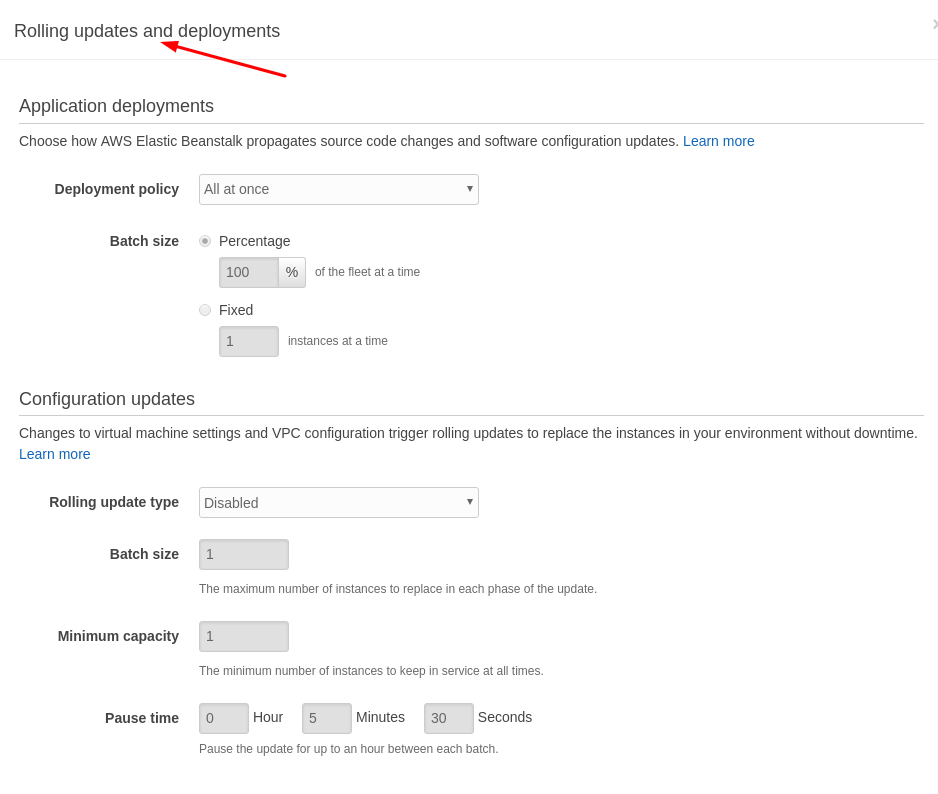 Rolling updates and deployments
Application deployments
Choose how AWS Elastic Beanstalk propagates source code changes and software configuration updates. Learn more
Deployment policy All at once
Batch size Percentage
100 % of the fleet at a time
Fixed
1 instances at a time
Configuration updates
Changes to virtual machine settings and VPC configuration trigger rolling updates to replace the instances in your environment without downtime.
Learn more
Rolling update type Disabled
Batch size 1
The maximum number of instances to replace in each phase of the update.
Minimum capacity 1
The minimum number of instances to keep in service at all times.
Pause time 0 Hour 5 Minutes 30 Seconds
Pause the update for up to an hour between each batch.